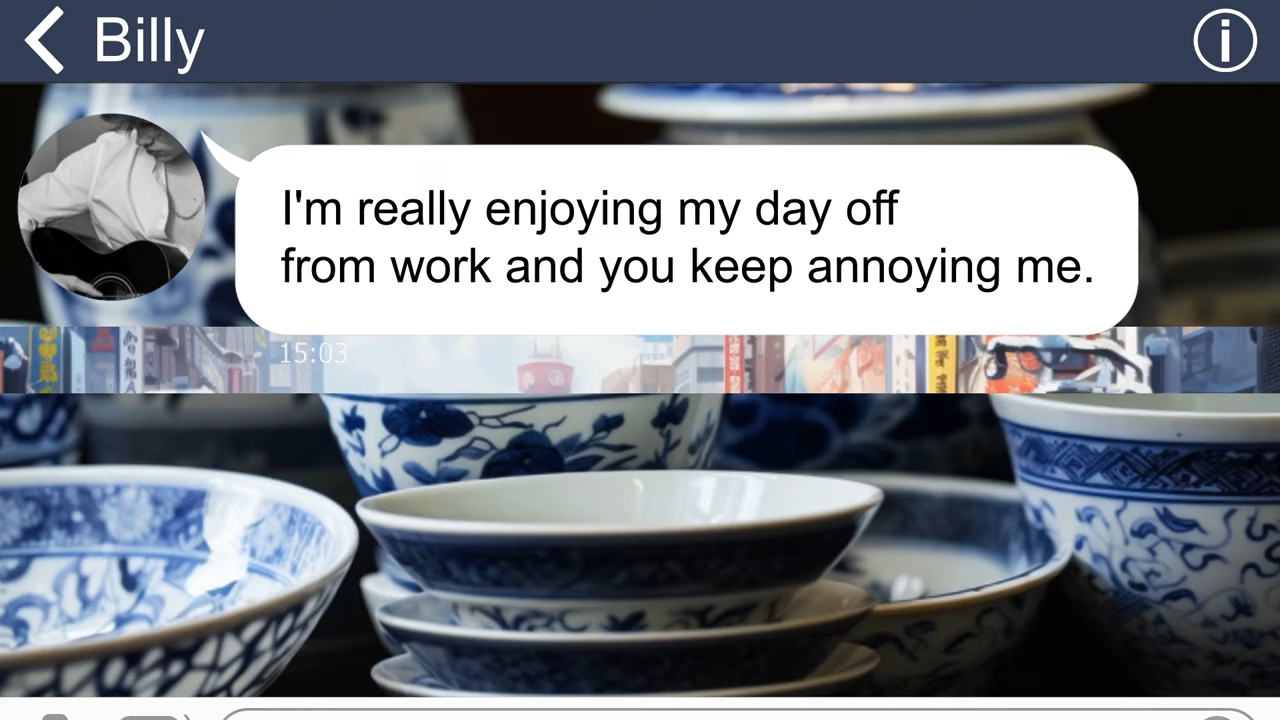 Billy
I'm really enjoying my day off
from work and you keep annoying me.
15:03